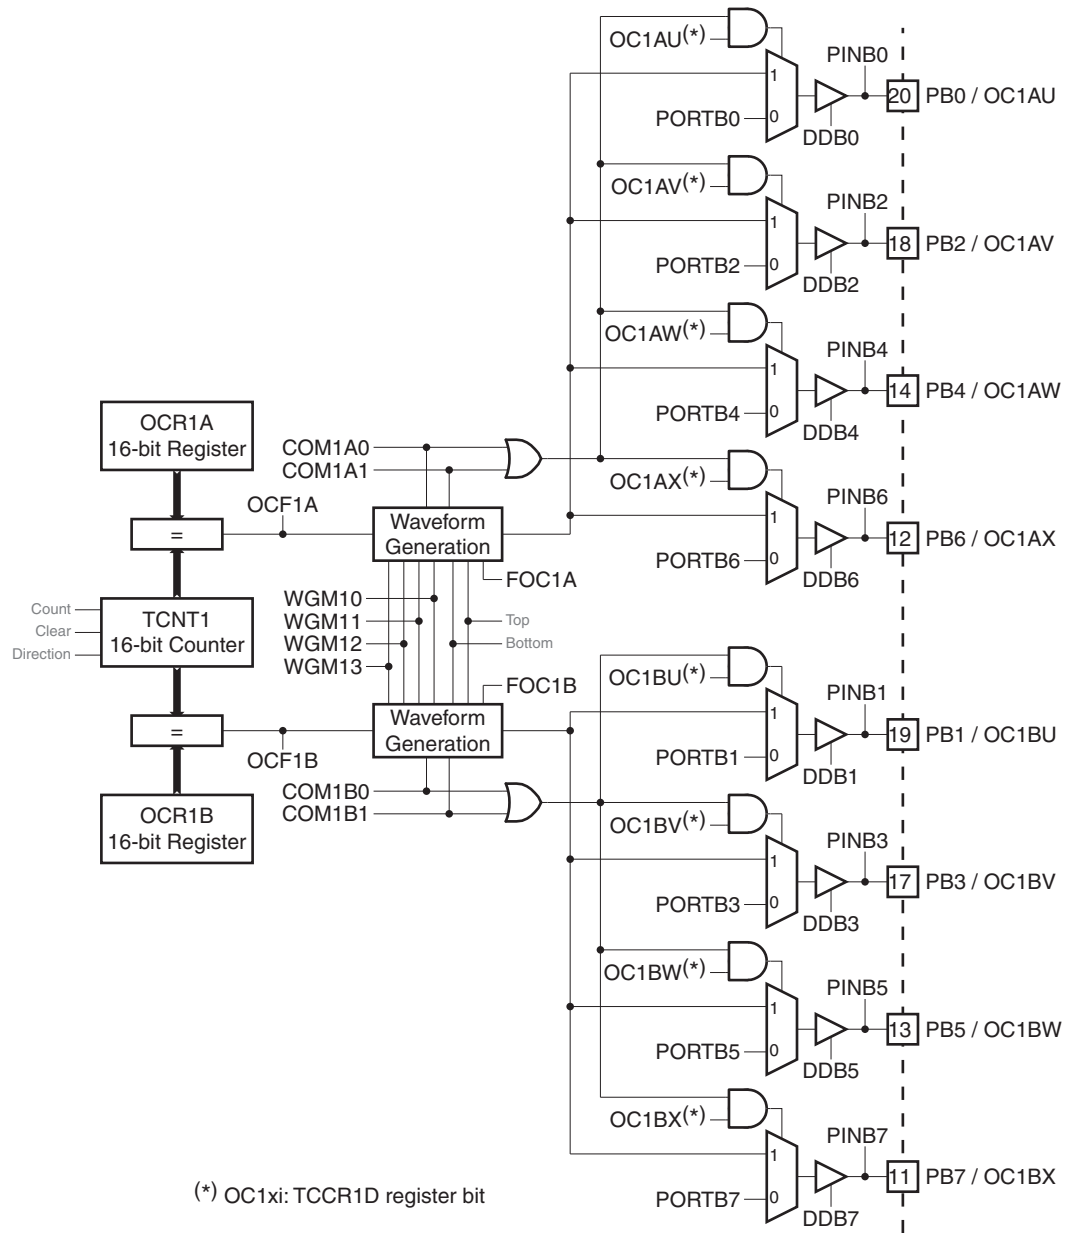 OC1AU(*)
PINB0
1
20 PB0 / OC1AU
PORTB0
0
DDB0
OC1AV(*)
PINB2
1
18 PB2 / OC1AV
PORTB2
0
DDB2
OC1AW(*)
PINB4
1
14 PB4 / OC1AW
PORTB4
0
DDB4
OCR1A
16-bit Register
COM1A0
COM1A1
OC1AX(*)
PINB6
OCF1A
Waveform
Generation
1
=
12 PB6 / OC1AX
PORTB6
0
DDB6
FOC1A
Count
Clear
Direction
TCNT1
16-bit Counter
WGM10
WGM11
WGM12
WGM13
Top
Bottom
FOC1B
OC1BU(*)
PINB1
1
19 PB1 / OC1BU
PORTB1
0
DDB1
=
OCF1B
Waveform
Generation
COM1B0
COM1B1
OCR1B
16-bit Register
OC1BV(*)
PINB3
1
17 PB3 / OC1BV
PORTB3
0
DDB3
OC1BW(*)
PINB5
1
13 PB5 / OC1BW
PORTB5
0
DDB5
OC1BX(*)
PINB7
1
11 PB7 / OC1BX
PORTB7
0
DDB7
(*) OC1xi: TCCR1D register bit